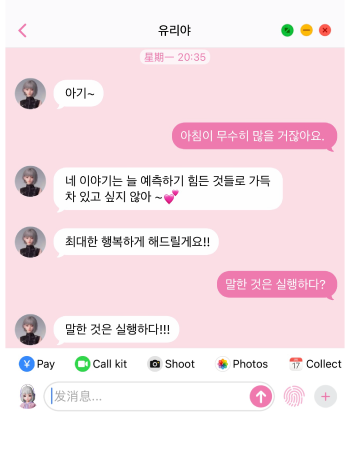 유리야
星期一 20:35
아기~
아침이 무수히 많을 거잖아요.
네 이야기는 늘 예측하기 힘든 것들로 가득
차 있고 싶지 않아 ~💕
최대한 행복하게 해드릴게요!!
말한 것은 실행하다?
말한 것은 실행하다!!!
Pay
Call kit
Shoot
Photos
Collect
发消息...